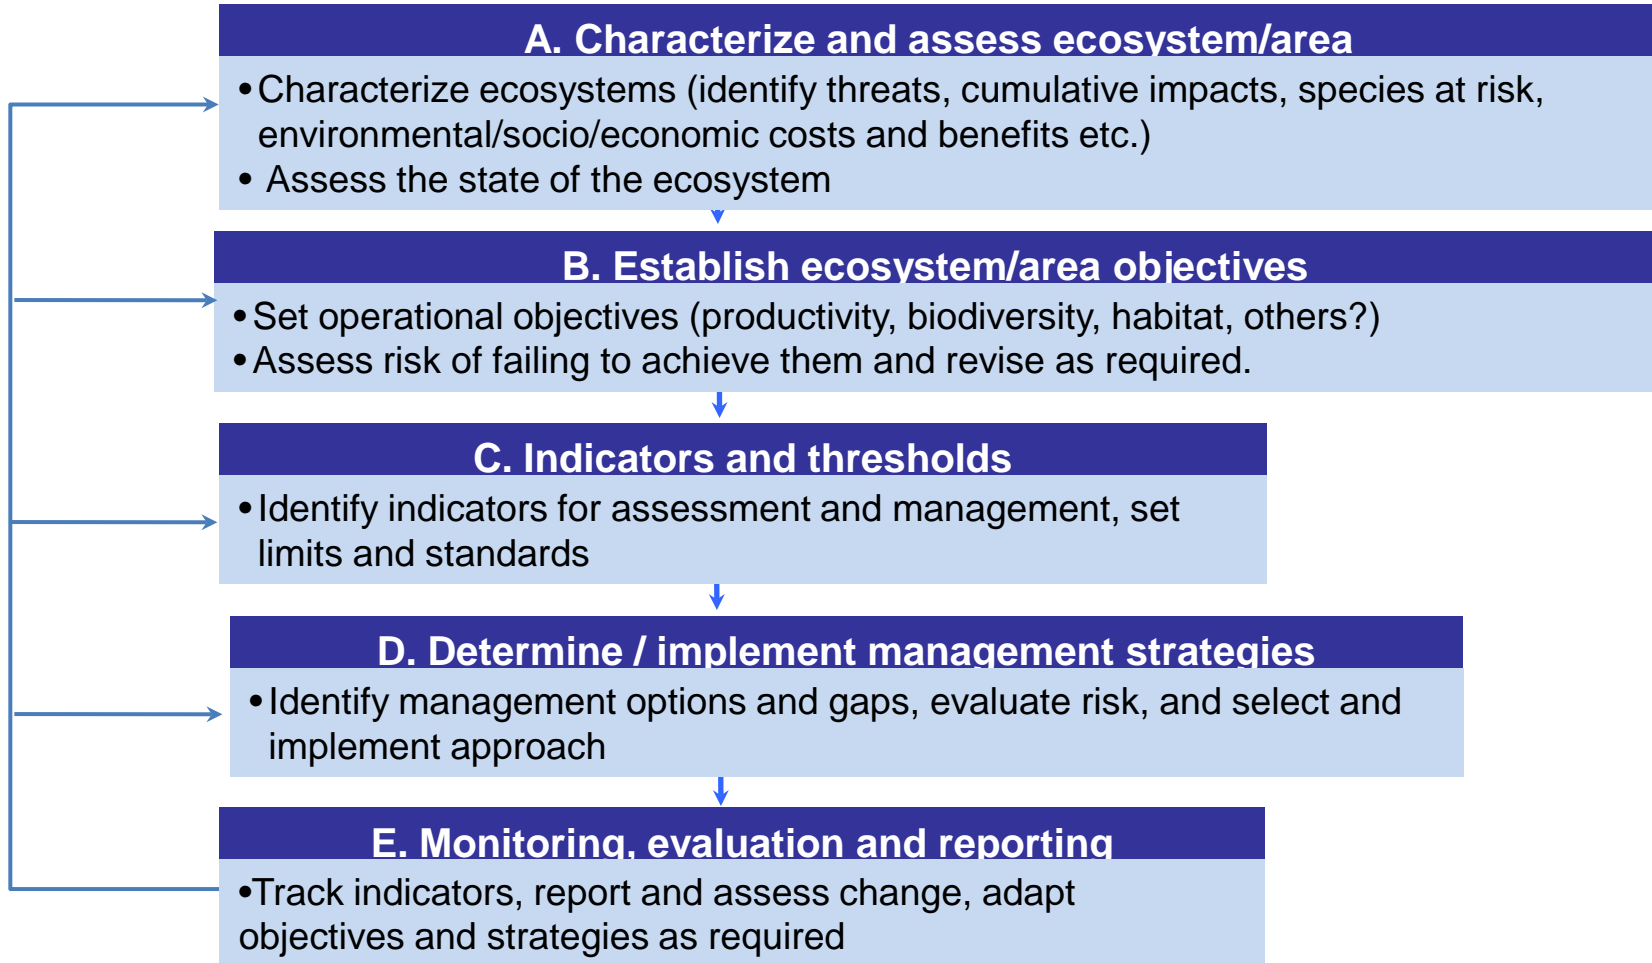 A. Characterize and assess ecosystem/area
•Characterize ecosystems (identify threats, cumulative impacts, species at risk,
environmental/socio/economic costs and benefits etc.)
• Assess the state of the ecosystem
B. Establish ecosystem/area objectives
•Set operational objectives (productivity, biodiversity, habitat, others?)
•Assess risk of failing to achieve them and revise as required.
C. Indicators and thresholds
•Identify indicators for assessment and management, set
limits and standards
D. Determine / implement management strategies
•Identify management options and gaps, evaluate risk, and select and
implement approach
E. Monitoring, evaluation and reporting
•Track indicators, report and assess change, adapt
objectives and strategies as required